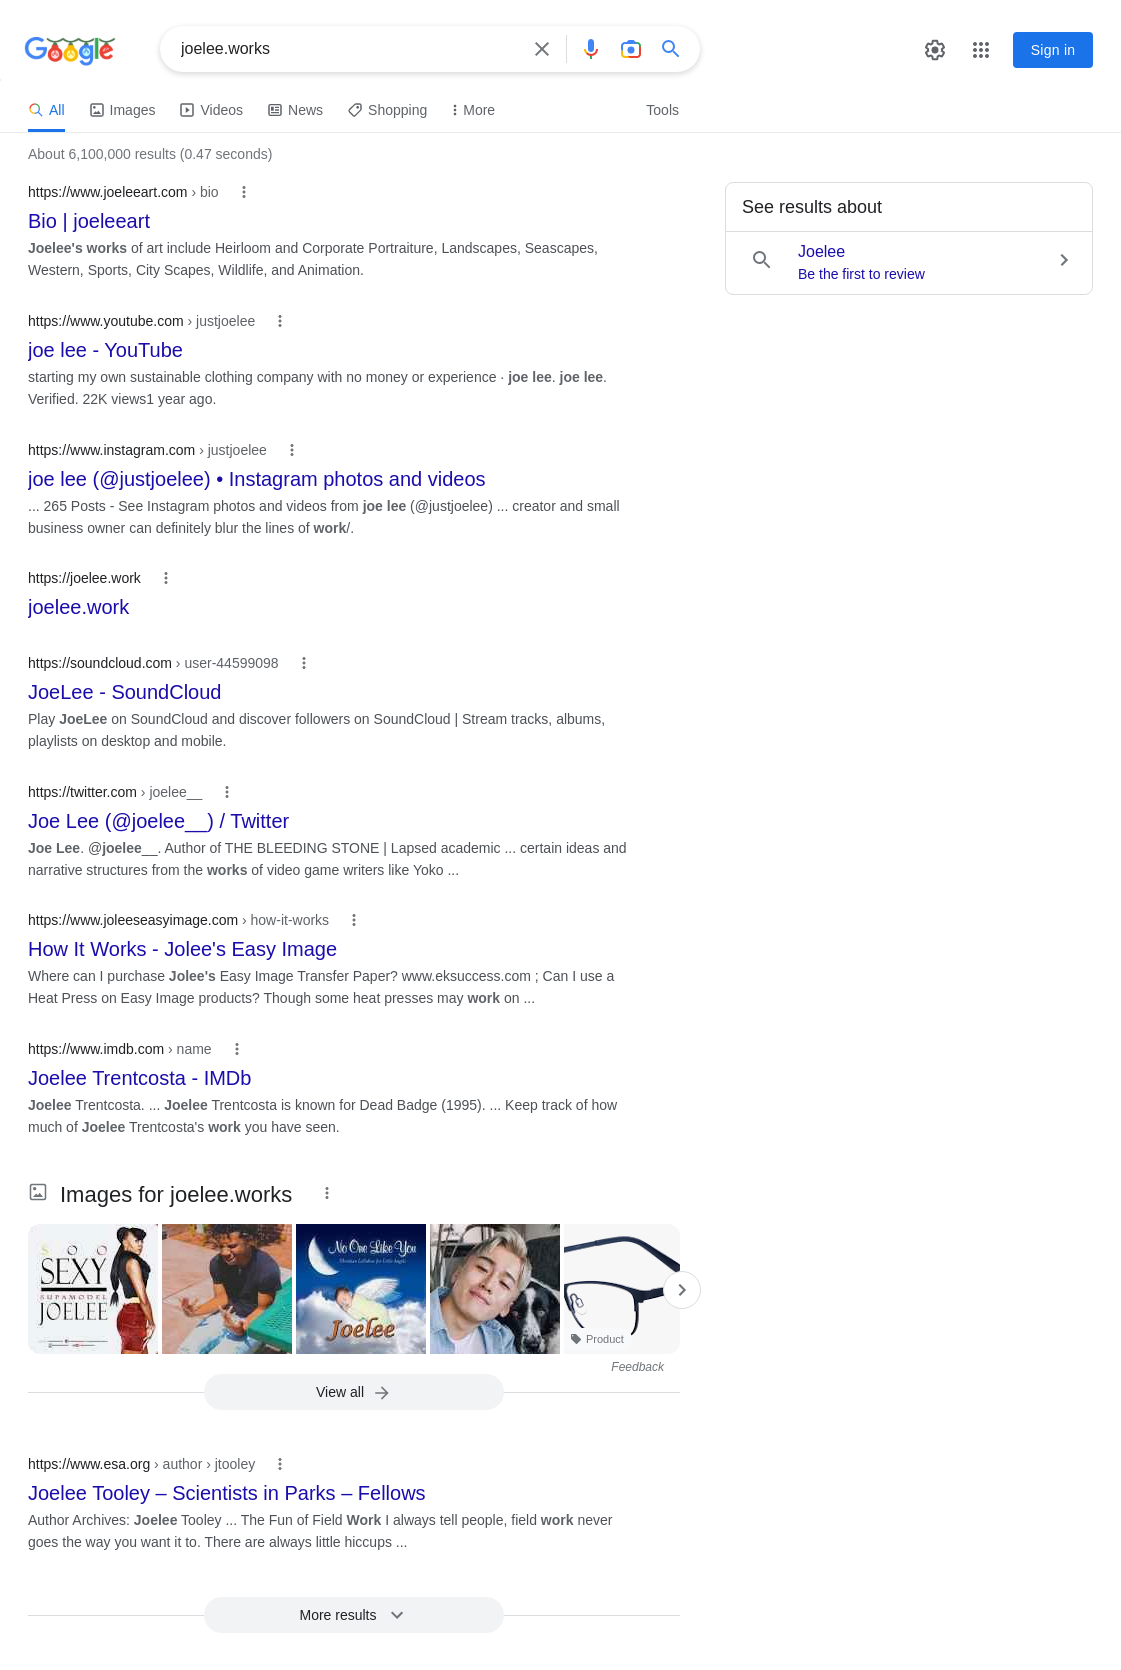 Google
joelee.works
Sign in
All
Images
Videos
News
Shopping
More
Tools
About 6,100,000 results (0.47 seconds)
https://www.joeleeart.com › bio
Bio | joeleeart
Joelee's works of art include Heirloom and Corporate Portraiture, Landscapes, Seascapes,
Western, Sports, City Scapes, Wildlife, and Animation.
See results about
Joelee
Be the first to review
https://www.youtube.com › justjoelee
joe lee - YouTube
starting my own sustainable clothing company with no money or experience · joe lee. joe lee.
Verified. 22K views1 year ago.
https://www.instagram.com › justjoelee
joe lee (@justjoelee) • Instagram photos and videos
... 265 Posts - See Instagram photos and videos from joe lee (@justjoelee) ... creator and small
business owner can definitely blur the lines of work/.
https://joelee.work
joelee.work
https://soundcloud.com › user-44599098
JoeLee - SoundCloud
Play JoeLee on SoundCloud and discover followers on SoundCloud | Stream tracks, albums,
playlists on desktop and mobile.
https://twitter.com › joelee__
Joe Lee (@joelee__) / Twitter
Joe Lee. @joelee__. Author of THE BLEEDING STONE | Lapsed academic ... certain ideas and
narrative structures from the works of video game writers like Yoko ...
https://www.joleeseasyimage.com › how-it-works
How It Works - Jolee's Easy Image
Where can I purchase Jolee's Easy Image Transfer Paper? www.eksuccess.com ; Can I use a
Heat Press on Easy Image products? Though some heat presses may work on ...
https://www.imdb.com › name
Joelee Trentcosta - IMDb
Joelee Trentcosta. ... Joelee Trentcosta is known for Dead Badge (1995). ... Keep track of how
much of Joelee Trentcosta's work you have seen.
Images for joelee.works
SOO
SEXY
SUPAMODEL
JOELEE
No One Like You
Christian Lullabies for Little Angels
Joelee
Product
Feedback
View all
https://www.esa.org › author › jtooley
Joelee Tooley – Scientists in Parks – Fellows
Author Archives: Joelee Tooley ... The Fun of Field Work I always tell people, field work never
goes the way you want it to. There are always little hiccups ...
More results